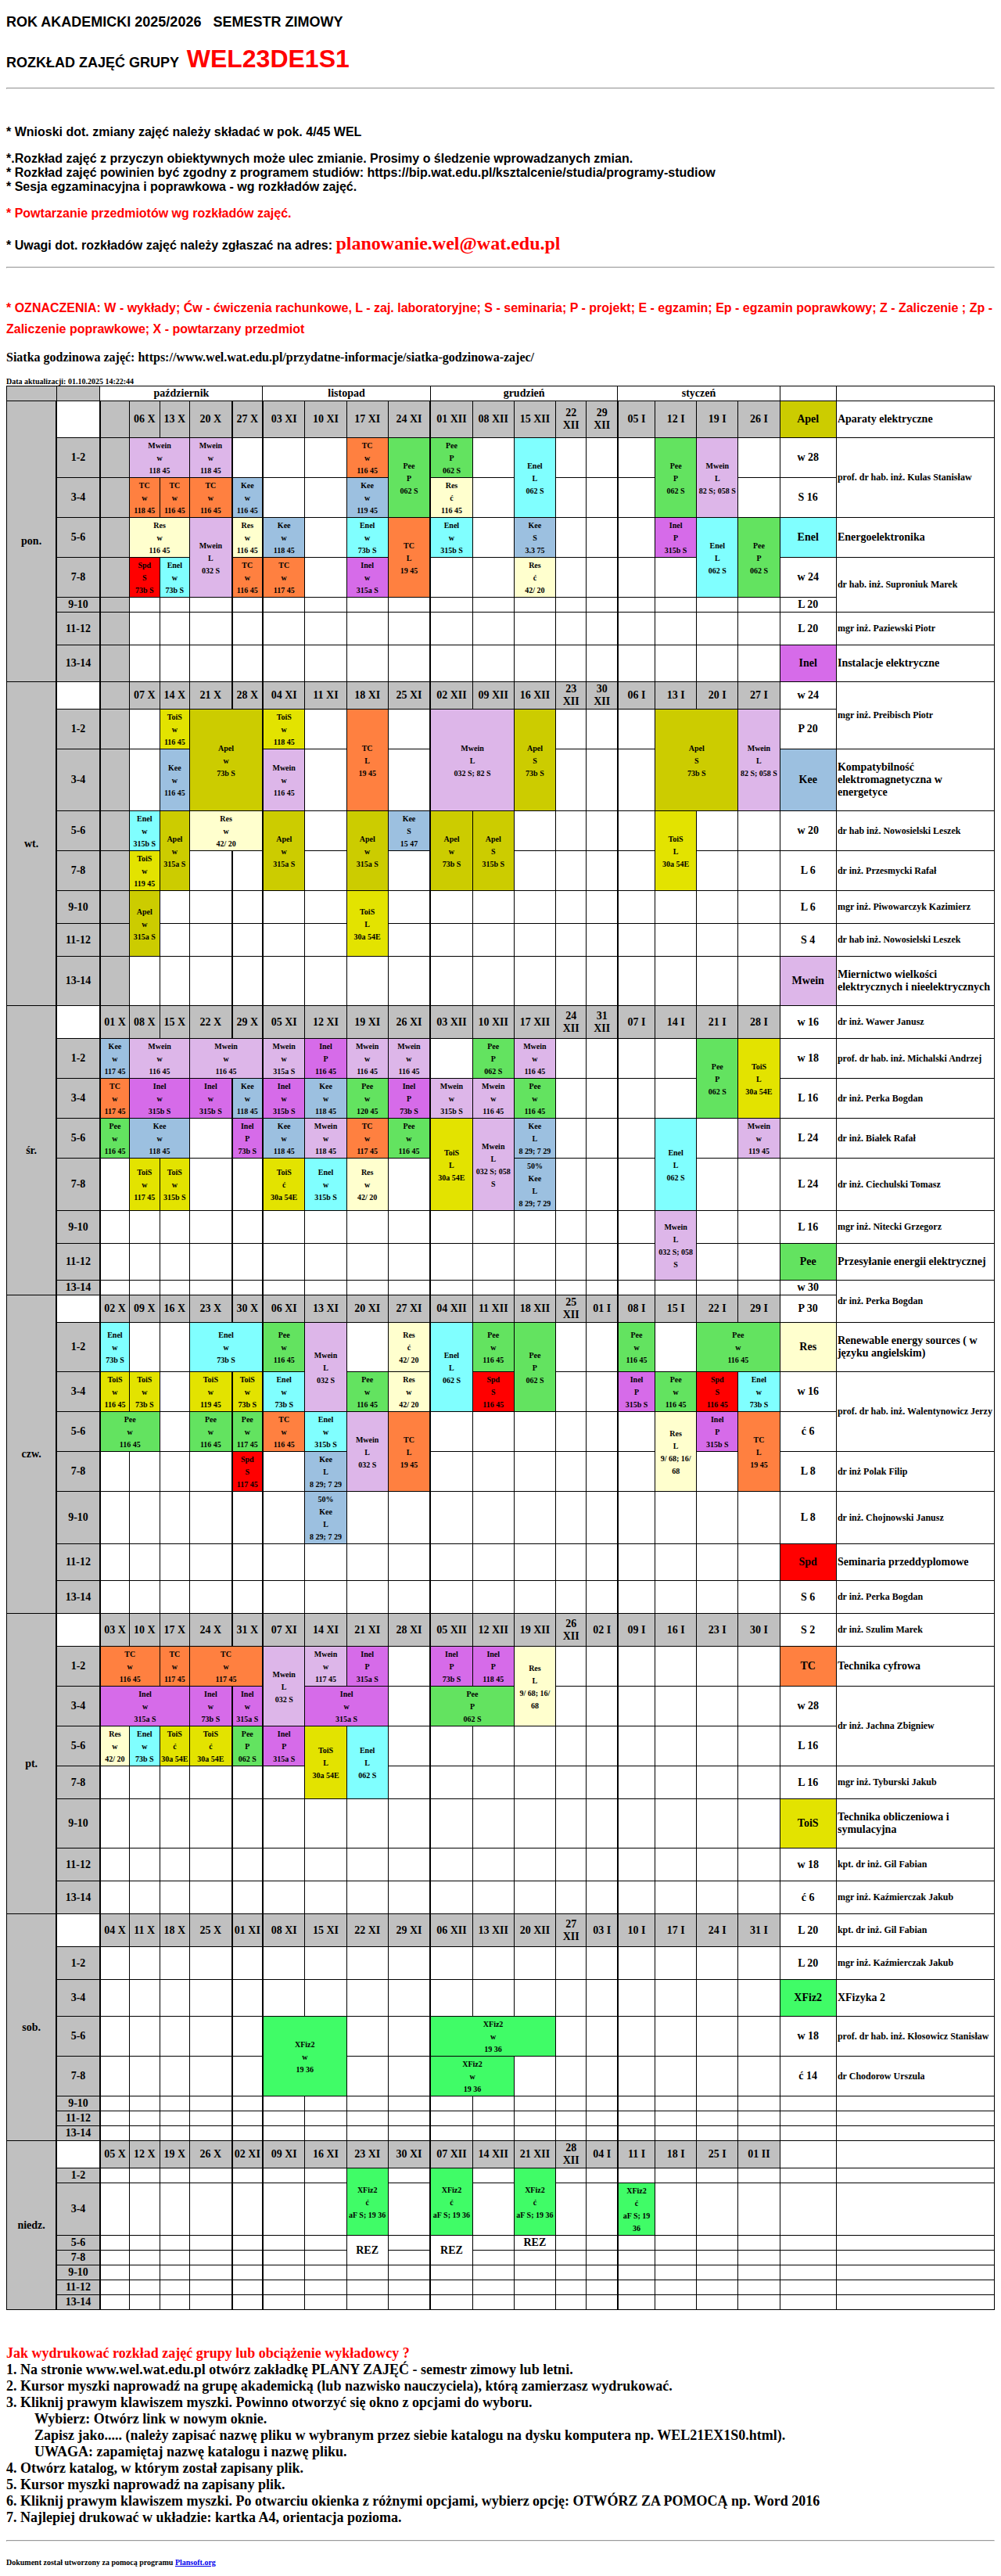 ROK AKADEMICKI 2025/2026 SEMESTR ZIMOWY
ROZKŁAD ZAJĘĆ GRUPY WEL23DE1S1
* Wnioski dot. zmiany zajęć należy składać w pok. 4/45 WEL
*.Rozkład zajęć z przyczyn obiektywnych może ulec zmianie. Prosimy o śledzenie wprowadzanych zmian.
* Rozkład zajęć powinien być zgodny z programem studiów: https://bip.wat.edu.pl/ksztalcenie/studia/programy-studiow
* Sesja egzaminacyjna i poprawkowa - wg rozkładów zajęć.
* Powtarzanie przedmiotów wg rozkładów zajęć.
* Uwagi dot. rozkładów zajęć należy zgłaszać na adres: planowanie.wel@wat.edu.pl
* OZNACZENIA: W - wykłady; Ćw - ćwiczenia rachunkowe, L - zaj. laboratoryjne; S - seminaria; P - projekt; E - egzamin; Ep - egzamin poprawkowy; Z - Zaliczenie ; Zp -
Zaliczenie poprawkowe; X - powtarzany przedmiot
Siatka godzinowa zajęć: https://www.wel.wat.edu.pl/przydatne-informacje/siatka-godzinowa-zajec/
Data aktualizacji: 01.10.2025 14:22:44
październik listopad grudzień styczeń
pon. 06 X 13 X 20 X 27 X 03 XI 10 XI 17 XI 24 XI 01 XII 08 XII 15 XII 22 XII 29 XII 05 I 12 I 19 I 26 I Apel Aparaty elektryczne
1-2 Mwein w 118 45 Mwein w 118 45 TC w 116 45 Pee P 062 S Pee P 062 S Enel L 062 S Pee P 062 S Mwein L 82 S; 058 S w 28 prof. dr hab. inż. Kulas Stanisław
3-4 TC w 118 45 TC w 116 45 TC w 116 45 Kee w 116 45 Kee w 119 45 Res ć 116 45 S 16
5-6 Res w 116 45 Mwein L 032 S Res w 116 45 Kee w 118 45 Enel w 73b S TC L 19 45 Enel w 315b S Kee S 3.3 75 Inel P 315b S Enel L 062 S Pee P 062 S Enel Energoelektronika
7-8 Spd S 73b S Enel w 73b S TC w 116 45 TC w 117 45 Inel w 315a S Res ć 42/ 20 w 24 dr hab. inż. Suproniuk Marek
9-10 L 20
11-12 L 20 mgr inż. Paziewski Piotr
13-14 Inel Instalacje elektryczne
wt. 07 X 14 X 21 X 28 X 04 XI 11 XI 18 XI 25 XI 02 XII 09 XII 16 XII 23 XII 30 XII 06 I 13 I 20 I 27 I w 24 mgr inż. Preibisch Piotr
1-2 ToiS w 116 45 Apel w 73b S ToiS w 118 45 TC L 19 45 Mwein L 032 S; 82 S Apel S 73b S Apel S 73b S Mwein L 82 S; 058 S P 20
3-4 Kee w 116 45 Mwein w 116 45 Kee Kompatybilność elektromagnetyczna w energetyce
5-6 Enel w 315b S Apel w 315a S Res w 42/ 20 Apel w 315a S Apel w 315a S Kee S 15 47 Apel w 73b S Apel S 315b S ToiS L 30a 54E w 20 dr hab inż. Nowosielski Leszek
7-8 ToiS w 119 45 L 6 dr inż. Przesmycki Rafał
9-10 Apel w 315a S ToiS L 30a 54E L 6 mgr inż. Piwowarczyk Kazimierz
11-12 S 4 dr hab inż. Nowosielski Leszek
13-14 Mwein Miernictwo wielkości elektrycznych i nieelektrycznych
śr. 01 X 08 X 15 X 22 X 29 X 05 XI 12 XI 19 XI 26 XI 03 XII 10 XII 17 XII 24 XII 31 XII 07 I 14 I 21 I 28 I w 16 dr inż. Wawer Janusz
1-2 Kee w 117 45 Mwein w 116 45 Mwein w 116 45 Mwein w 315a S Inel P 116 45 Mwein w 116 45 Mwein w 116 45 Pee P 062 S Mwein w 116 45 Pee P 062 S ToiS L 30a 54E w 18 prof. dr hab. inż. Michalski Andrzej
3-4 TC w 117 45 Inel w 315b S Inel w 315b S Kee w 118 45 Inel w 315b S Kee w 118 45 Pee w 120 45 Inel P 73b S Mwein w 315b S Mwein w 116 45 Pee w 116 45 L 16 dr inż. Perka Bogdan
5-6 Pee w 116 45 Kee w 118 45 Inel P 73b S Kee w 118 45 Mwein w 118 45 TC w 117 45 Pee w 116 45 ToiS L 30a 54E Mwein L 032 S; 058 S Kee L 8 29; 7 29 Enel L 062 S Mwein w 119 45 L 24 dr inż. Białek Rafał
7-8 ToiS w 117 45 ToiS w 315b S ToiS ć 30a 54E Enel w 315b S Res w 42/ 20 50% Kee L 8 29; 7 29 L 24 dr inż. Ciechulski Tomasz
9-10 Mwein L 032 S; 058 S L 16 mgr inż. Nitecki Grzegorz
11-12 Pee Przesyłanie energii elektrycznej
13-14 w 30 dr inż. Perka Bogdan
czw. 02 X 09 X 16 X 23 X 30 X 06 XI 13 XI 20 XI 27 XI 04 XII 11 XII 18 XII 25 XII 01 I 08 I 15 I 22 I 29 I P 30
1-2 Enel w 73b S Enel w 73b S Pee w 116 45 Mwein L 032 S Res ć 42/ 20 Enel L 062 S Pee w 116 45 Pee P 062 S Pee w 116 45 Pee w 116 45 Res Renewable energy sources ( w języku angielskim)
3-4 ToiS w 116 45 ToiS w 73b S ToiS w 119 45 ToiS w 73b S Enel w 73b S Pee w 116 45 Res w 42/ 20 Spd S 116 45 Inel P 315b S Pee w 116 45 Spd S 116 45 Enel w 73b S w 16 prof. dr hab. inż. Walentynowicz Jerzy
5-6 Pee w 116 45 Pee w 116 45 Pee w 117 45 TC w 116 45 Enel w 315b S Mwein L 032 S TC L 19 45 Res L 9/ 68; 16/ 68 Inel P 315b S TC L 19 45 ć 6
7-8 Spd S 117 45 Kee L 8 29; 7 29 L 8 dr inż Polak Filip
9-10 50% Kee L 8 29; 7 29 L 8 dr inż. Chojnowski Janusz
11-12 Spd Seminaria przeddyplomowe
13-14 S 6 dr inż. Perka Bogdan
pt. 03 X 10 X 17 X 24 X 31 X 07 XI 14 XI 21 XI 28 XI 05 XII 12 XII 19 XII 26 XII 02 I 09 I 16 I 23 I 30 I S 2 dr inż. Szulim Marek
1-2 TC w 116 45 TC w 117 45 TC w 117 45 Mwein L 032 S Mwein w 117 45 Inel P 315a S Inel P 73b S Inel P 118 45 Res L 9/ 68; 16/ 68 TC Technika cyfrowa
3-4 Inel w 315a S Inel w 73b S Inel w 315a S Inel w 315a S Pee P 062 S w 28 dr inż. Jachna Zbigniew
5-6 Res w 42/ 20 Enel w 73b S ToiS ć 30a 54E ToiS ć 30a 54E Pee P 062 S Inel P 315a S ToiS L 30a 54E Enel L 062 S L 16
7-8 L 16 mgr inż. Tyburski Jakub
9-10 ToiS Technika obliczeniowa i symulacyjna
11-12 w 18 kpt. dr inż. Gil Fabian
13-14 ć 6 mgr inż. Kaźmierczak Jakub
sob. 04 X 11 X 18 X 25 X 01 XI 08 XI 15 XI 22 XI 29 XI 06 XII 13 XII 20 XII 27 XII 03 I 10 I 17 I 24 I 31 I L 20 kpt. dr inż. Gil Fabian
1-2 L 20 mgr inż. Kaźmierczak Jakub
3-4 XFiz2 XFizyka 2
5-6 XFiz2 w 19 36 XFiz2 w 19 36 w 18 prof. dr hab. inż. Kłosowicz Stanisław
7-8 XFiz2 w 19 36 ć 14 dr Chodorow Urszula
9-10
11-12
13-14
niedz. 05 X 12 X 19 X 26 X 02 XI 09 XI 16 XI 23 XI 30 XI 07 XII 14 XII 21 XII 28 XII 04 I 11 I 18 I 25 I 01 II
1-2 XFiz2 ć aF S; 19 36 XFiz2 ć aF S; 19 36 XFiz2 ć aF S; 19 36
3-4 XFiz2 ć aF S; 19 36
5-6 REZ REZ REZ
7-8
9-10
11-12
13-14
Jak wydrukować rozkład zajęć grupy lub obciążenie wykładowcy ?
1. Na stronie www.wel.wat.edu.pl otwórz zakładkę PLANY ZAJĘĆ - semestr zimowy lub letni.
2. Kursor myszki naprowadź na grupę akademicką (lub nazwisko nauczyciela), którą zamierzasz wydrukować.
3. Kliknij prawym klawiszem myszki. Powinno otworzyć się okno z opcjami do wyboru.
Wybierz: Otwórz link w nowym oknie.
Zapisz jako..... (należy zapisać nazwę pliku w wybranym przez siebie katalogu na dysku komputera np. WEL21EX1S0.html).
UWAGA: zapamiętaj nazwę katalogu i nazwę pliku.
4. Otwórz katalog, w którym został zapisany plik.
5. Kursor myszki naprowadź na zapisany plik.
6. Kliknij prawym klawiszem myszki. Po otwarciu okienka z różnymi opcjami, wybierz opcję: OTWÓRZ ZA POMOCĄ np. Word 2016
7. Najlepiej drukować w układzie: kartka A4, orientacja pozioma.
Dokument został utworzony za pomocą programu Plansoft.org